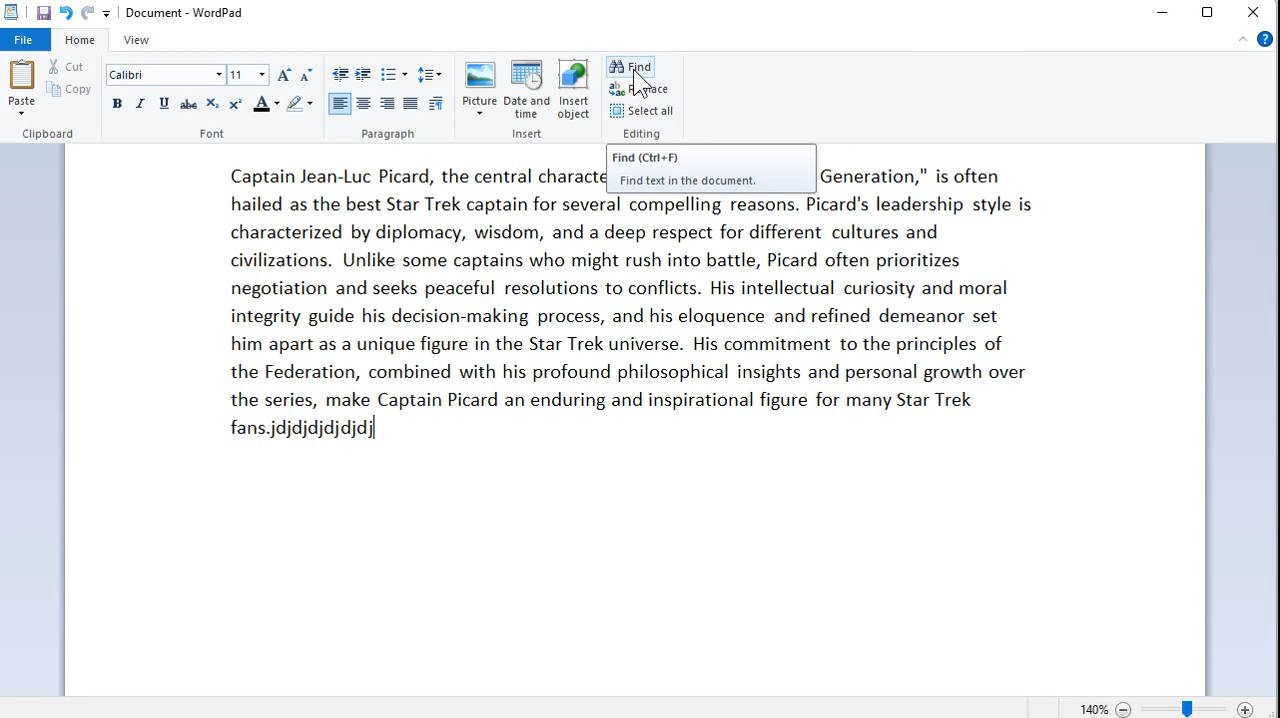 Document - WordPad
File Home View
Paste Cut Copy Clipboard
Calibri 11 Font
Paragraph
Picture Date and time Insert object Insert
Find
Select all
Editing
Find (Ctrl+F)
Find text in the document.
Captain Jean-Luc Picard, the central Generation," is often
hailed as the best Star Trek captain for several compelling reasons. Picard's leadership style is
characterized by diplomacy, wisdom, and a deep respect for different cultures and
civilizations. Unlike some captains who might rush into battle, Picard often prioritizes
negotiation and seeks peaceful resolutions to conflicts. His intellectual curiosity and moral
integrity guide his decision-making process, and his eloquence and refined demeanor set
him apart as a unique figure in the Star Trek universe. His commitment to the principles of
the Federation, combined with his profound philosophical insights and personal growth over
the series, make Captain Picard an enduring and inspirational figure for many Star Trek
fans.jdjdjdjdjdjdj
140%